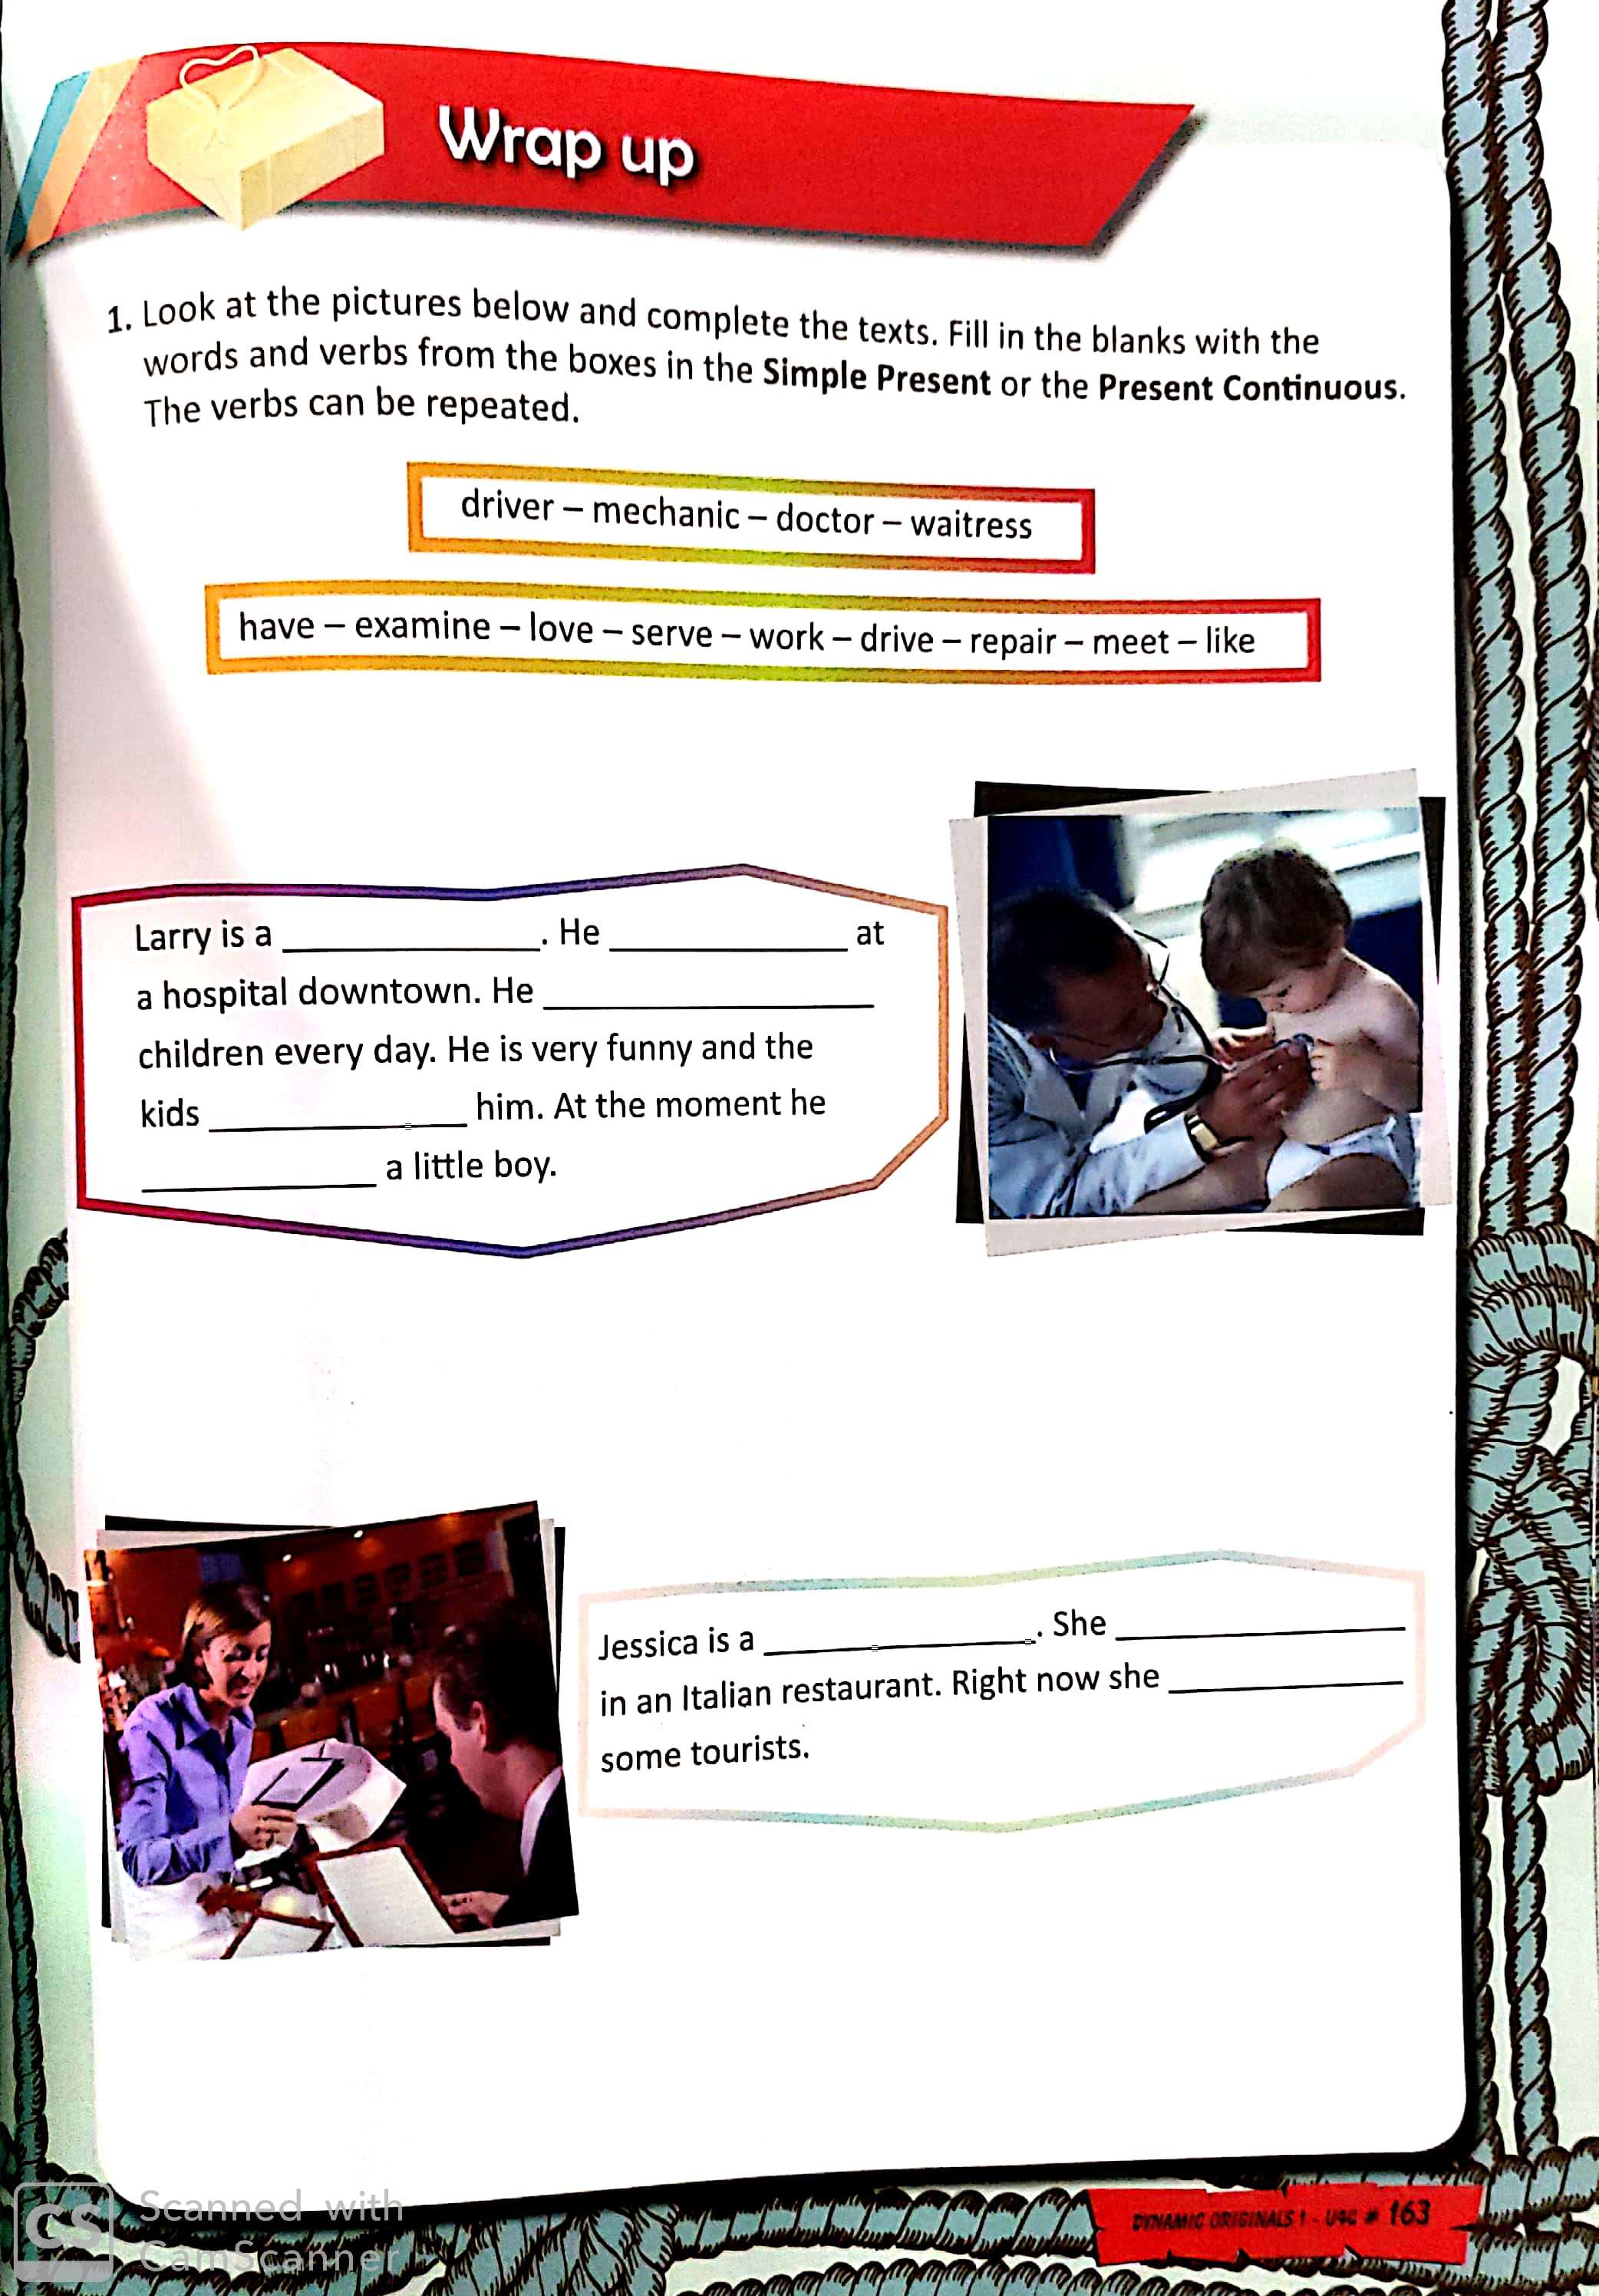 Wrap up
1. Look at the pictures below and complete the texts. Fill in the blanks with the
words and verbs from the boxes in the Simple Present or the Present Continuous.
The verbs can be repeated.
driver – mechanic – doctor – waitress
have – examine – love – serve – work – drive – repair – meet – like
Larry is a ____________. He ____________ at
a hospital downtown. He ____________
children every day. He is very funny and the
kids ____________ him. At the moment he
____________ a little boy.
Jessica is a ____________. She ____________
in an Italian restaurant. Right now she ____________
some tourists.
DYNAMIC ORIGINALS 1 - U4C # 163
CS
Scanned with
CamScanner